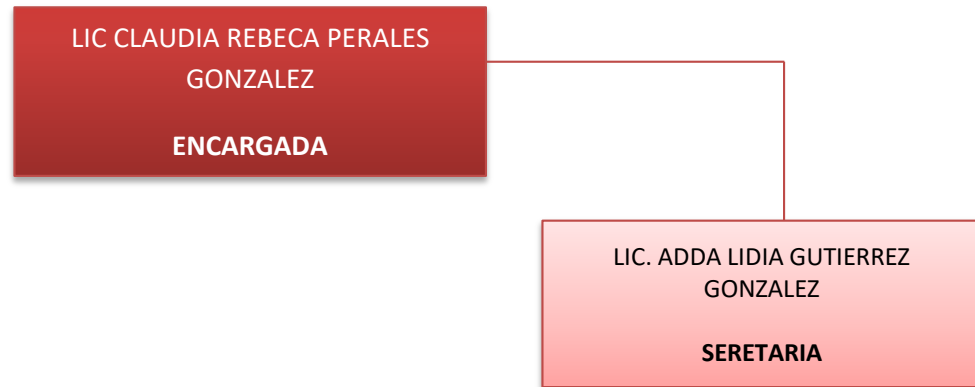 LIC CLAUDIA REBECA PERALES
GONZALEZ
ENCARGADA
LIC. ADDA LIDIA GUTIERREZ
GONZALEZ
SERETARIA